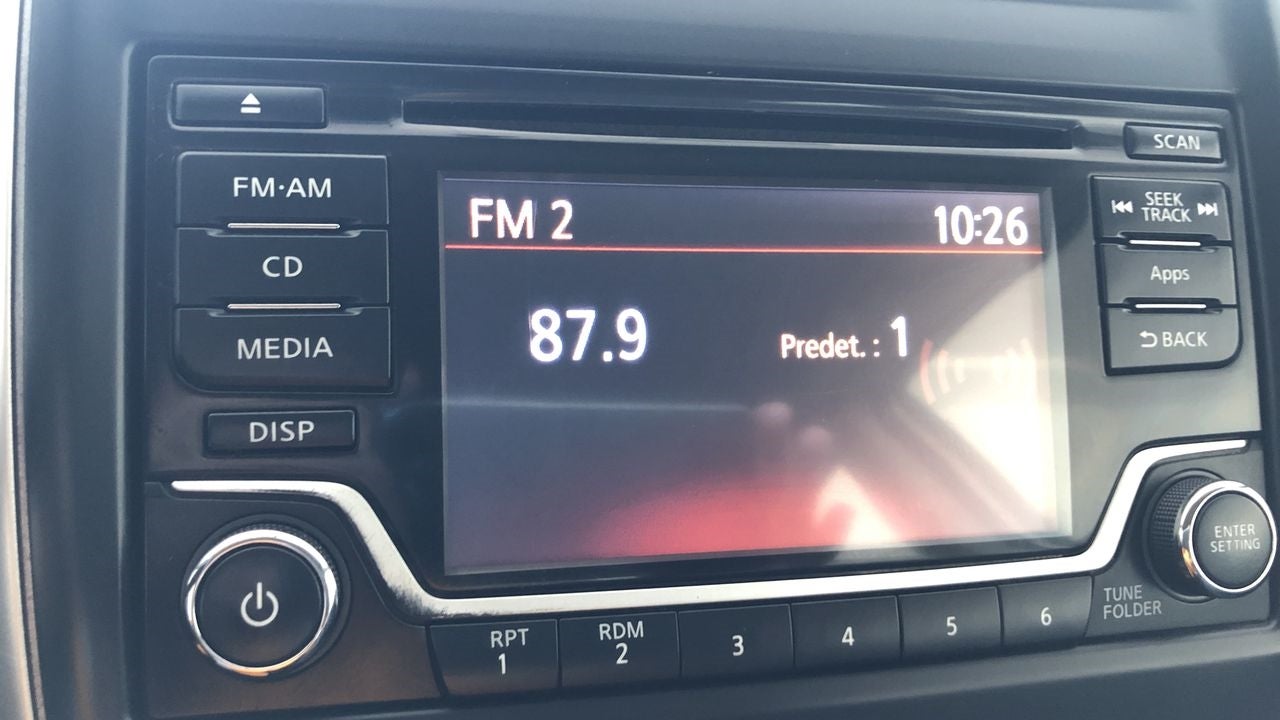 SCAN
FM·AM
SEEK
TRACK
FM 2
10:26
CD
Apps
87.9
Predet. : 1
MEDIA
BACK
DISP
ENTER
SETTING
TUNE
FOLDER
RPT
1
RDM
2
3
4
5
6